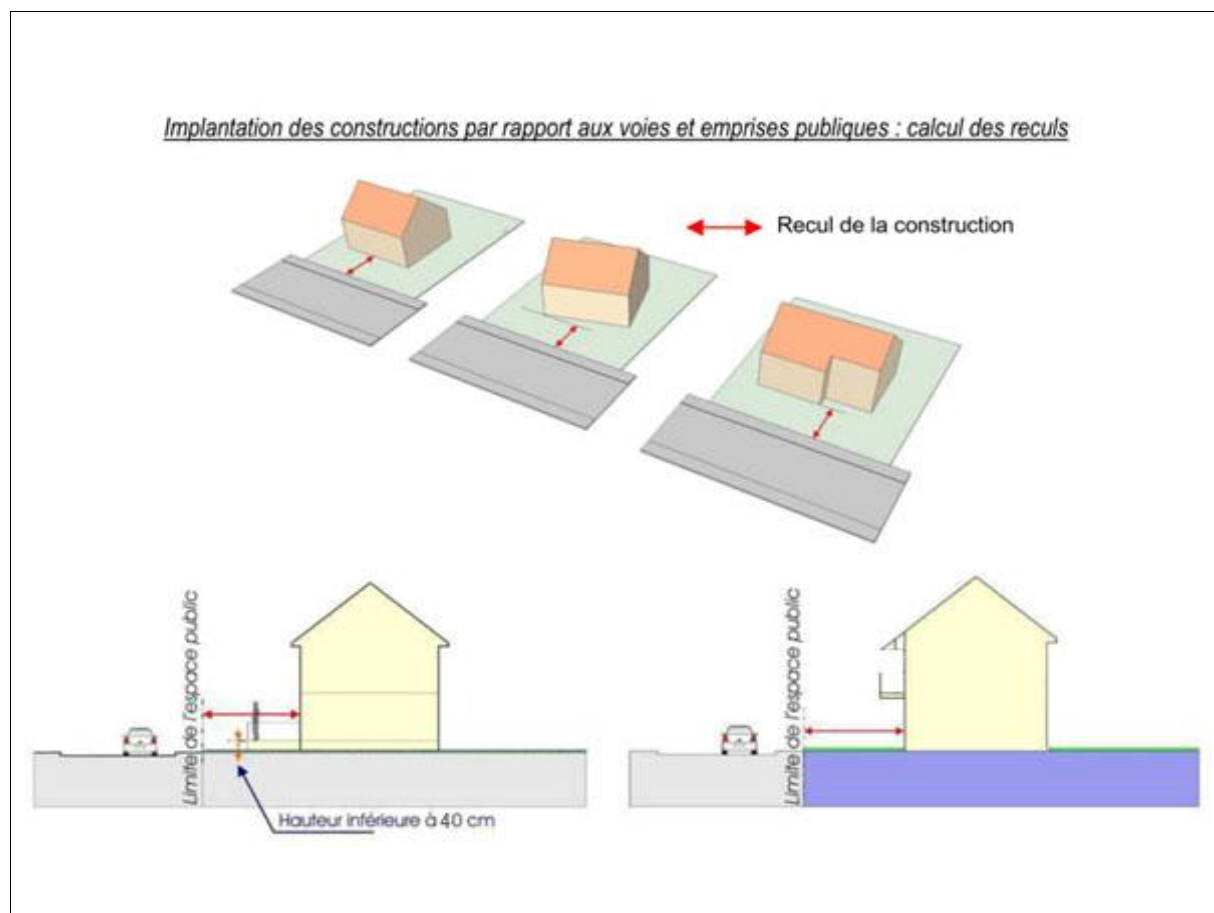 Implantation des constructions par rapport aux voies et emprises publiques : calcul des reculs
Recul de la construction
Limite de l'espace public
Hauteur inférieure à 40 cm
Limite de l'espace public